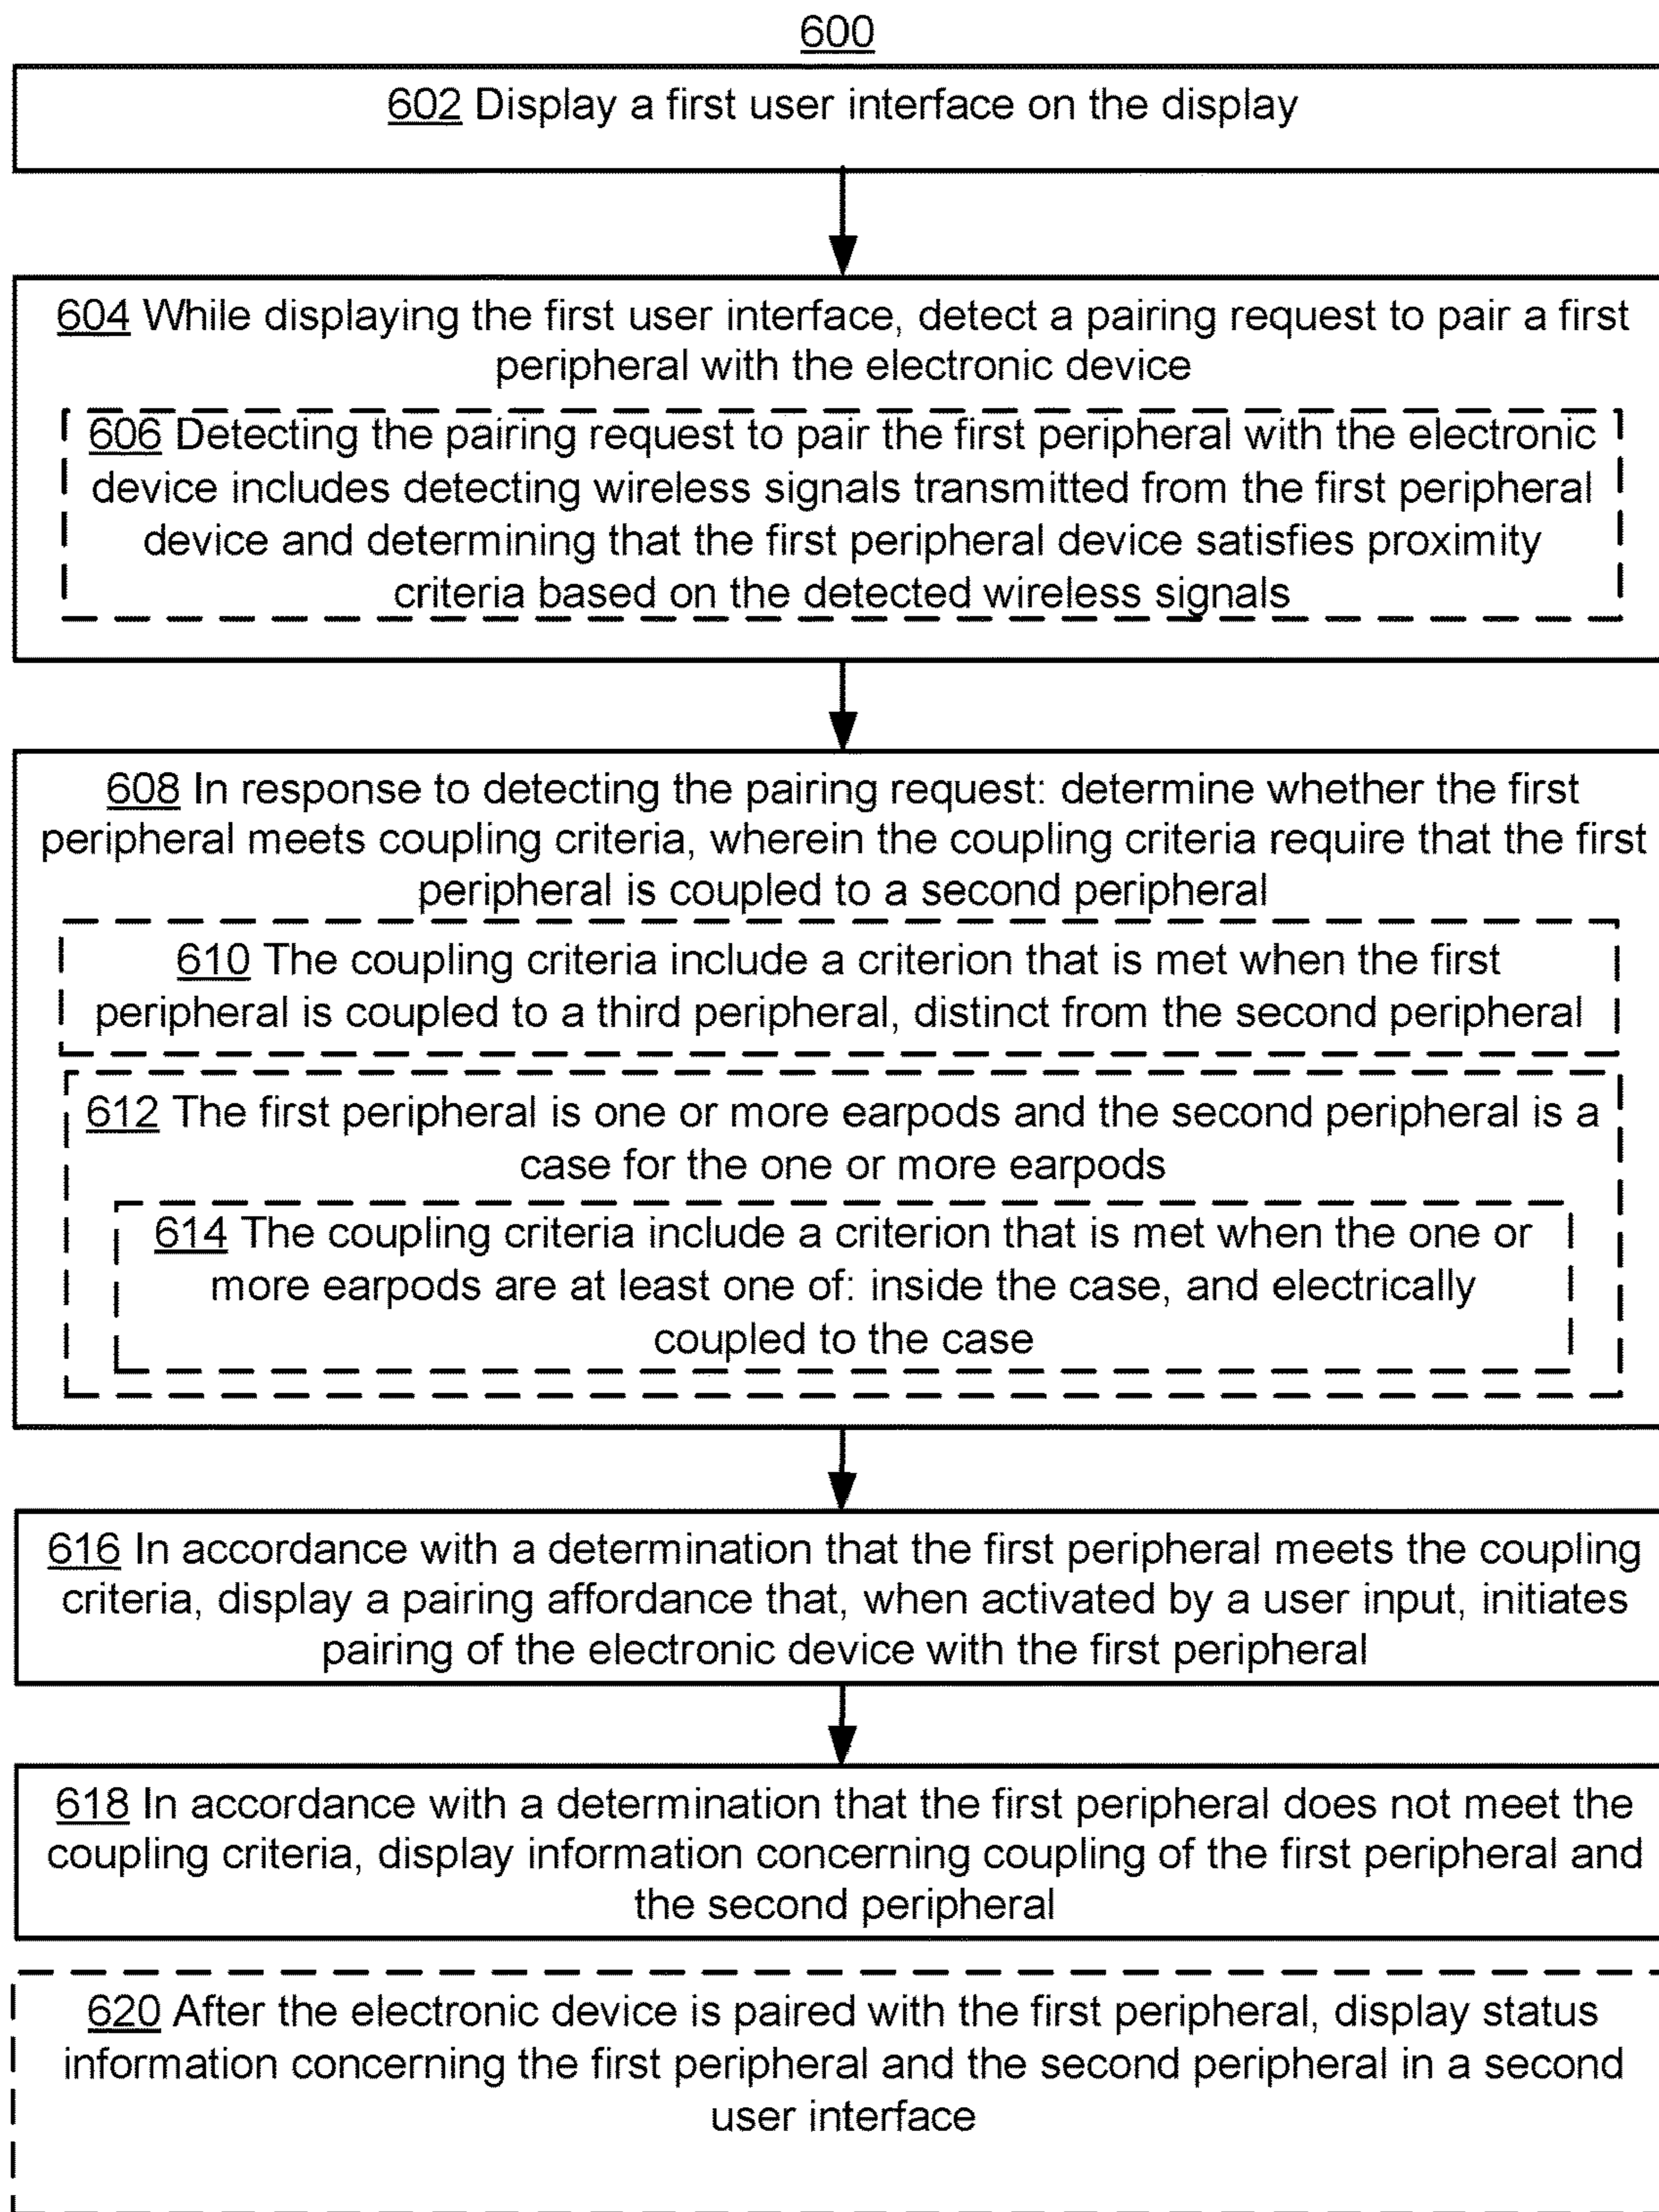 600
602 Display a first user interface on the display
604 While displaying the first user interface, detect a pairing request to pair a first
peripheral with the electronic device
606 Detecting the pairing request to pair the first peripheral with the electronic
device includes detecting wireless signals transmitted from the first peripheral
device and determining that the first peripheral device satisfies proximity
criteria based on the detected wireless signals
608 In response to detecting the pairing request: determine whether the first
peripheral meets coupling criteria, wherein the coupling criteria require that the first
peripheral is coupled to a second peripheral
610 The coupling criteria include a criterion that is met when the first
peripheral is coupled to a third peripheral, distinct from the second peripheral
612 The first peripheral is one or more earpods and the second peripheral is a
case for the one or more earpods
614 The coupling criteria include a criterion that is met when the one or
more earpods are at least one of: inside the case, and electrically
coupled to the case
616 In accordance with a determination that the first peripheral meets the coupling
criteria, display a pairing affordance that, when activated by a user input, initiates
pairing of the electronic device with the first peripheral
618 In accordance with a determination that the first peripheral does not meet the
coupling criteria, display information concerning coupling of the first peripheral and
the second peripheral
620 After the electronic device is paired with the first peripheral, display status
information concerning the first peripheral and the second peripheral in a second
user interface